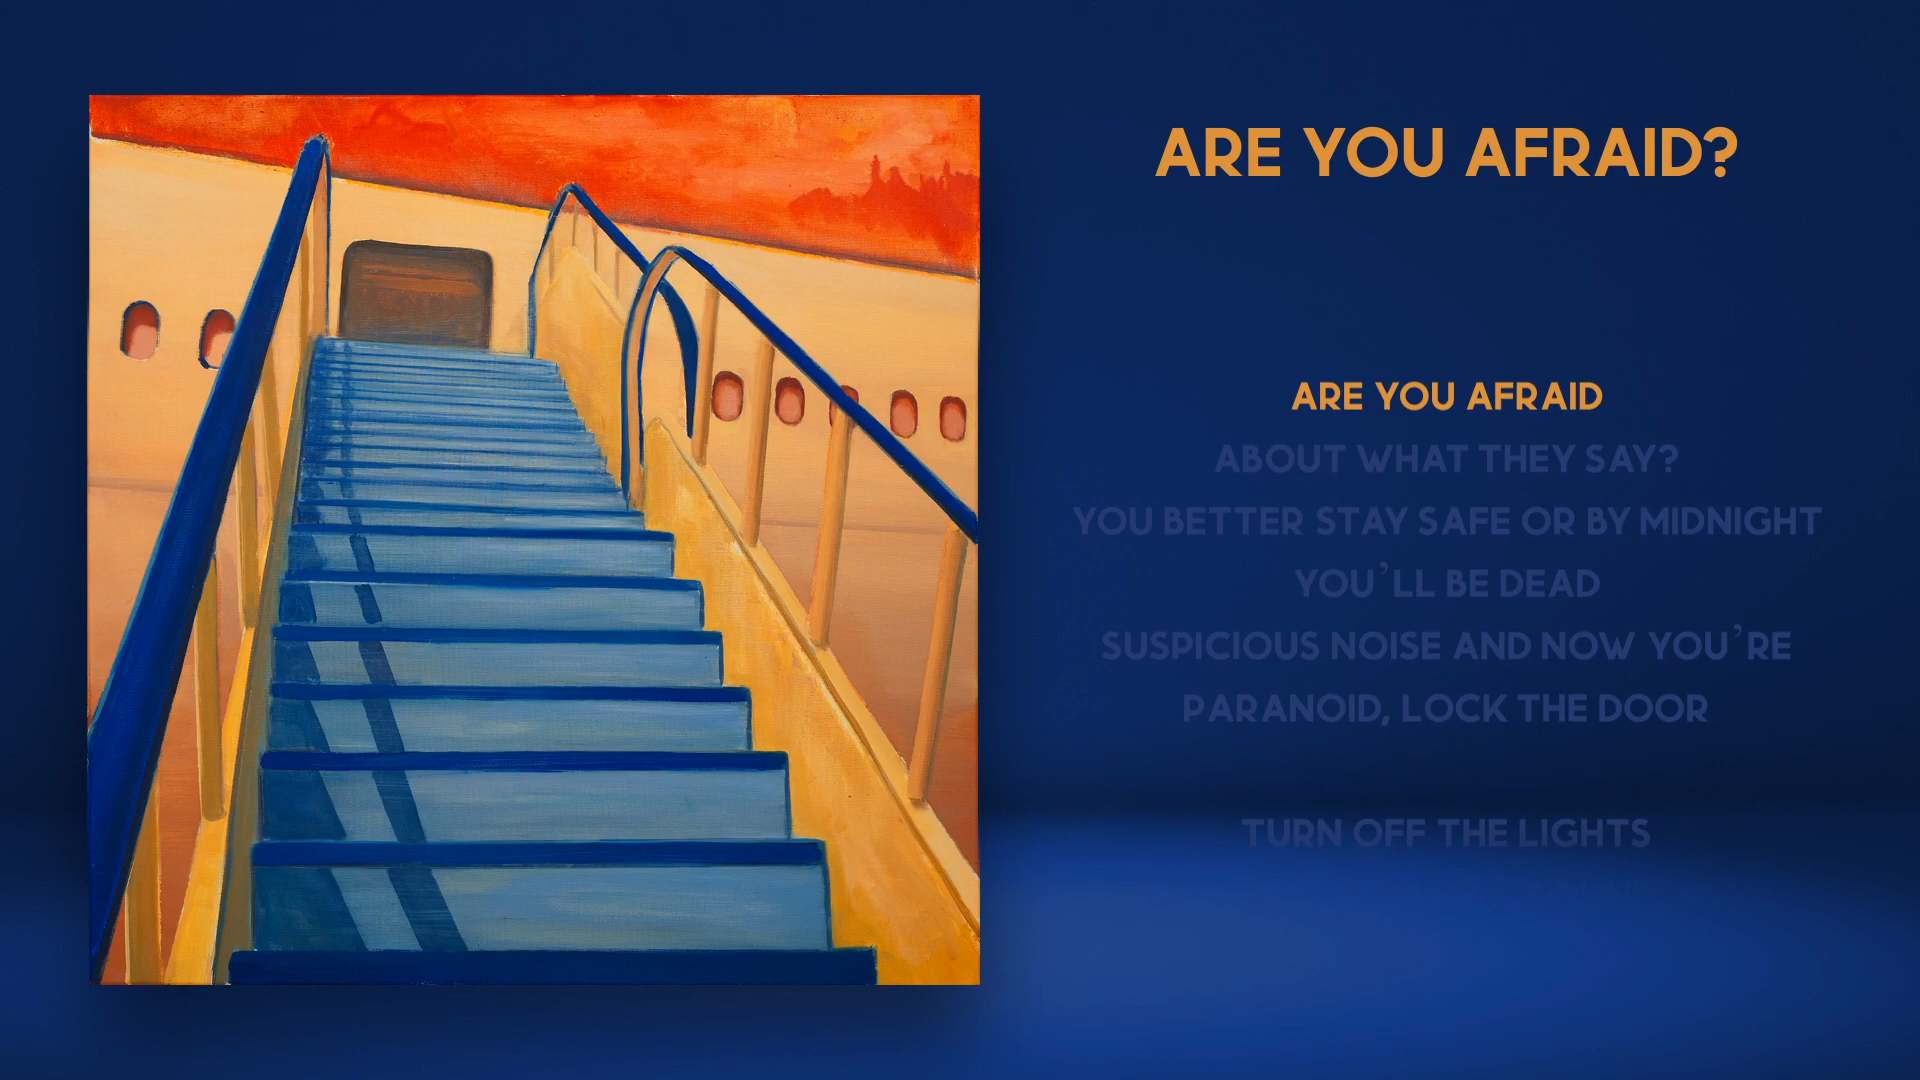 ARE YOU AFRAID?
ARE YOU AFRAID
ABOUT WHAT THEY SAY?
YOU BETTER STAY SAFE OR BY MIDNIGHT
YOU'LL BE DEAD
SUSPICIOUS NOISE AND NOW YOU'RE
PARANOID, LOCK THE DOOR
TURN OFF THE LIGHTS